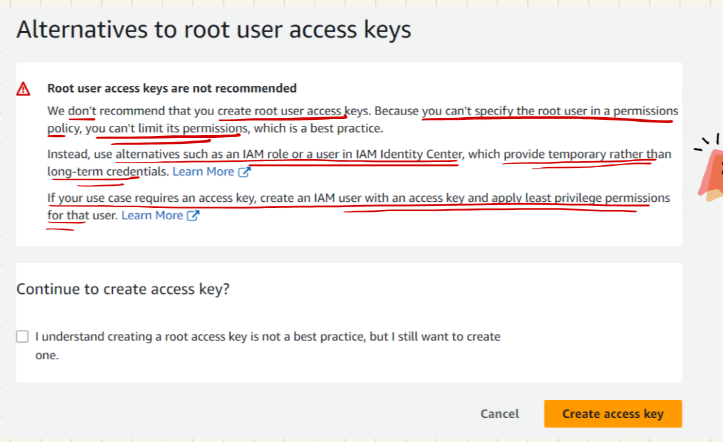 Alternatives to root user access keys
Root user access keys are not recommended
We don't recommend that you create root user access keys. Because you can't specify the root user in a permissions
policy, you can't limit its permissions, which is a best practice.
Instead, use alternatives such as an IAM role or a user in IAM Identity Center, which provide temporary rather than
long-term credentials. Learn More
If your use case requires an access key, create an IAM user with an access key and apply least privilege permissions
for that user. Learn More
Continue to create access key?
I understand creating a root access key is not a best practice, but I still want to create
one.
Cancel
Create access key